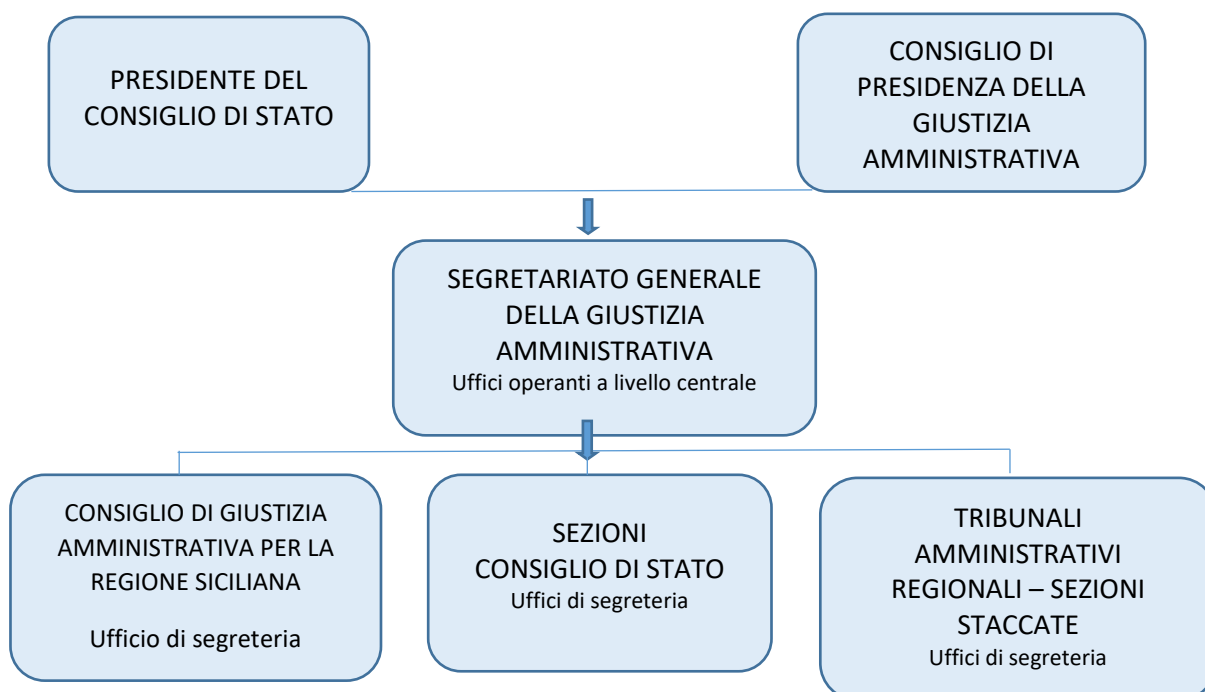 PRESIDENTE DEL
CONSIGLIO DI STATO
CONSIGLIO DI
PRESIDENZA DELLA
GIUSTIZIA
AMMINISTRATIVA
SEGRETARIATO GENERALE
DELLA GIUSTIZIA
AMMINISTRATIVA
Uffici operanti a livello centrale
CONSIGLIO DI GIUSTIZIA
AMMINISTRATIVA PER LA
REGIONE SICILIANA
Ufficio di segreteria
SEZIONI
CONSIGLIO DI STATO
Uffici di segreteria
TRIBUNALI
AMMINISTRATIVI
REGIONALI – SEZIONI
STACCATE
Uffici di segreteria